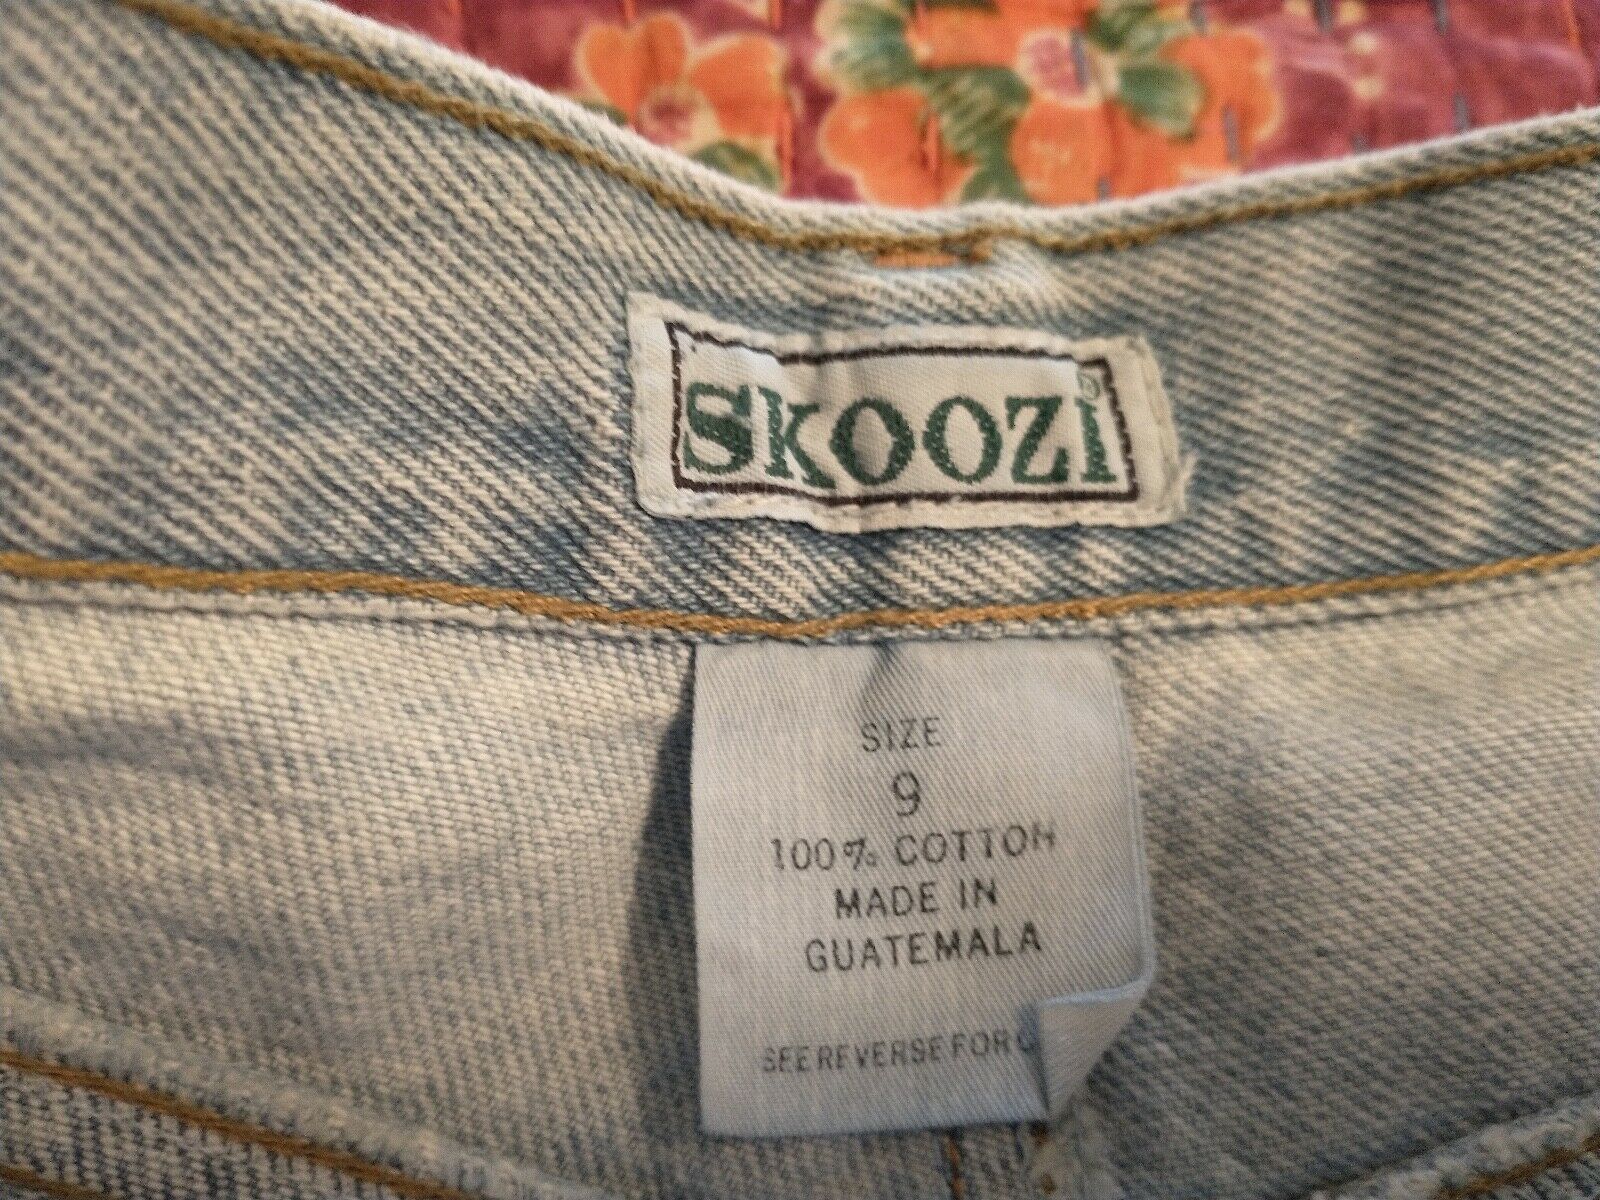 SKOOZI®
SIZE
9
100% COTTON
MADE IN
GUATEMALA
SEE REVERSE FOR